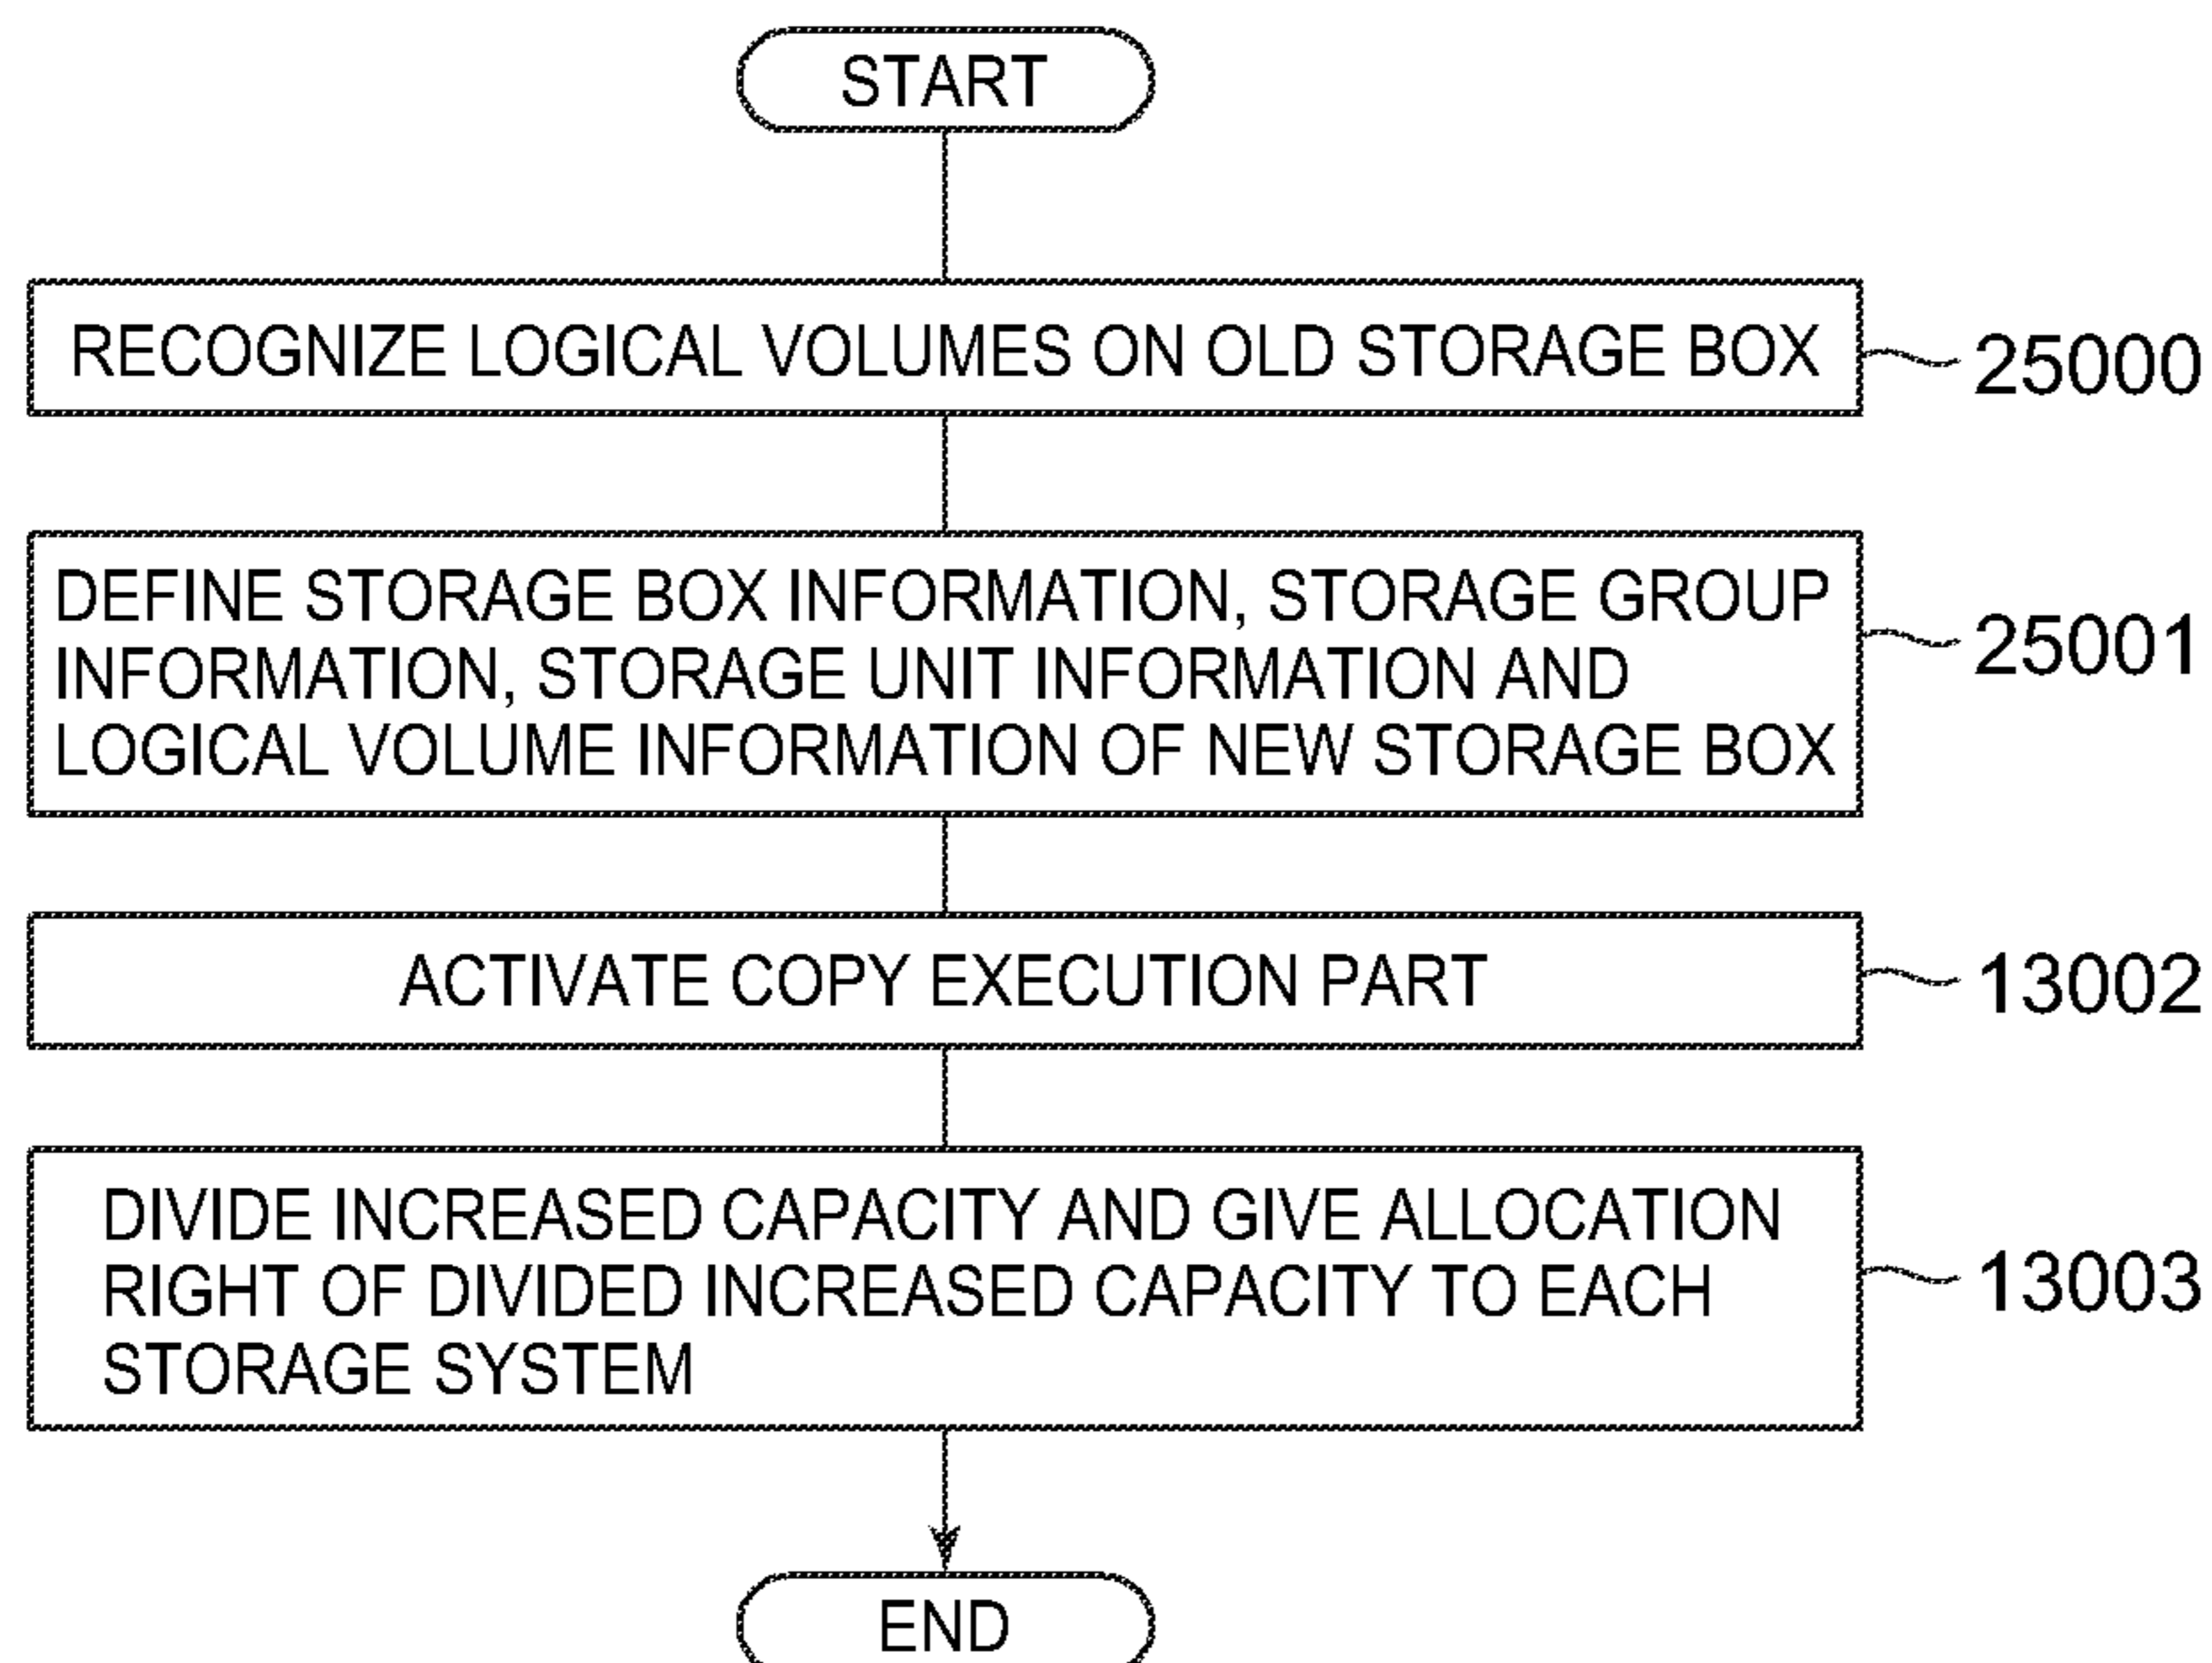 START
RECOGNIZE LOGICAL VOLUMES ON OLD STORAGE BOX
25000
DEFINE STORAGE BOX INFORMATION, STORAGE GROUP
INFORMATION, STORAGE UNIT INFORMATION AND
LOGICAL VOLUME INFORMATION OF NEW STORAGE BOX
25001
ACTIVATE COPY EXECUTION PART
13002
DIVIDE INCREASED CAPACITY AND GIVE ALLOCATION
RIGHT OF DIVIDED INCREASED CAPACITY TO EACH
STORAGE SYSTEM
13003
END